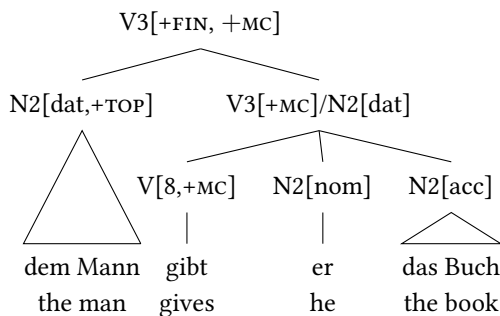 V3[+FIN, +MC]
N2[dat,+TOP] V3[+MC]/N2[dat]
V[8,+MC] N2[nom] N2[acc]
dem Mann gibt er das Buch
the man gives he the book